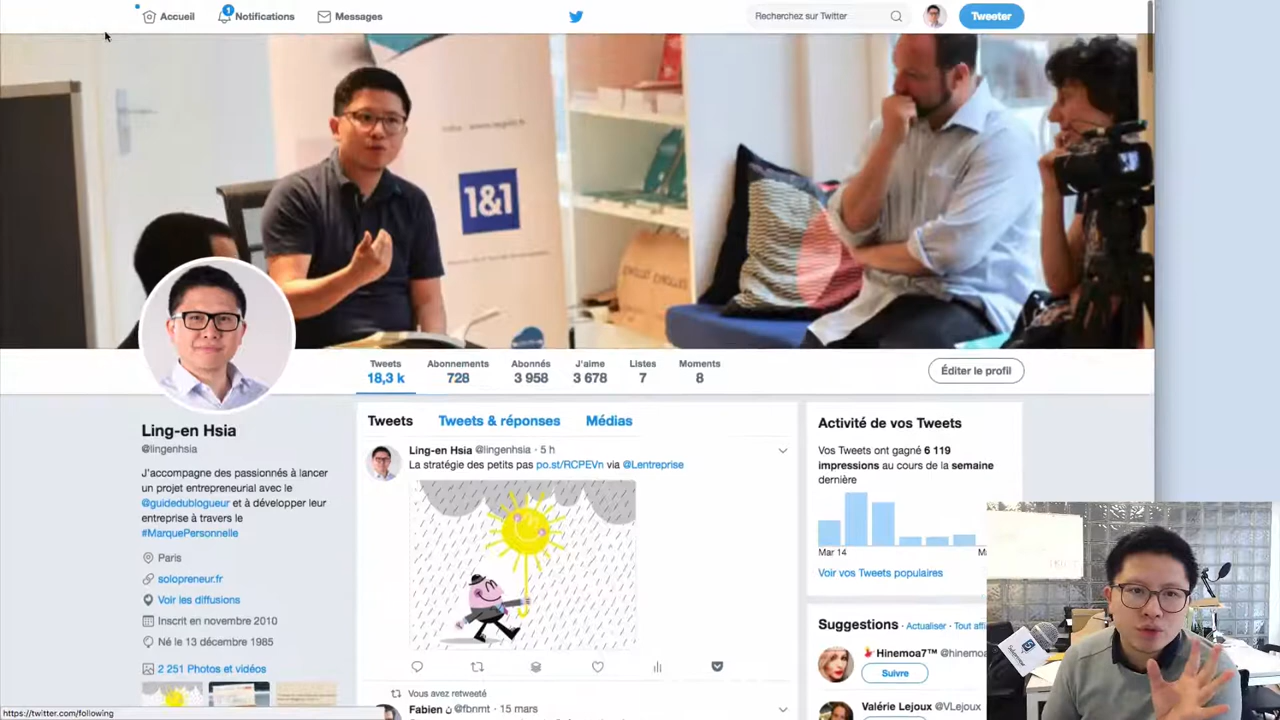 Accueil
1
Notifications
Messages
Recherchez sur Twitter
Tweeter
1&1
Tweets
18,3 k
Abonnements
728
Abonnés
3 958
J'aime
3 678
Listes
7
Moments
8
Éditer le profil
Ling-en Hsia
@lingenhsia
J'accompagne des passionnés à lancer
un projet entrepreneurial avec le
@guidedublogueur et à développer leur
entreprise à travers le
#MarquePersonnelle
Paris
solopreneur.fr
Voir les diffusions
Inscrit en novembre 2010
Né le 13 décembre 1985
2 251 Photos et vidéos
https://twitter.com/following
Tweets Tweets & réponses Médias
Ling-en Hsia @lingenhsia · 5 h
La stratégie des petits pas po.st/RCPEVn via @Lentreprise
Vous avez retweeté
Fabien @fbnmt · 15 mars
Activité de vos Tweets
Vos Tweets ont gagné 6 119
impressions au cours de la semaine
dernière
Mar 14
Voir vos Tweets populaires
Suggestions · Actualiser · Tout
Hinemoa7™ @hinemo
Suivre
Valérie Lejoux @VLejoux